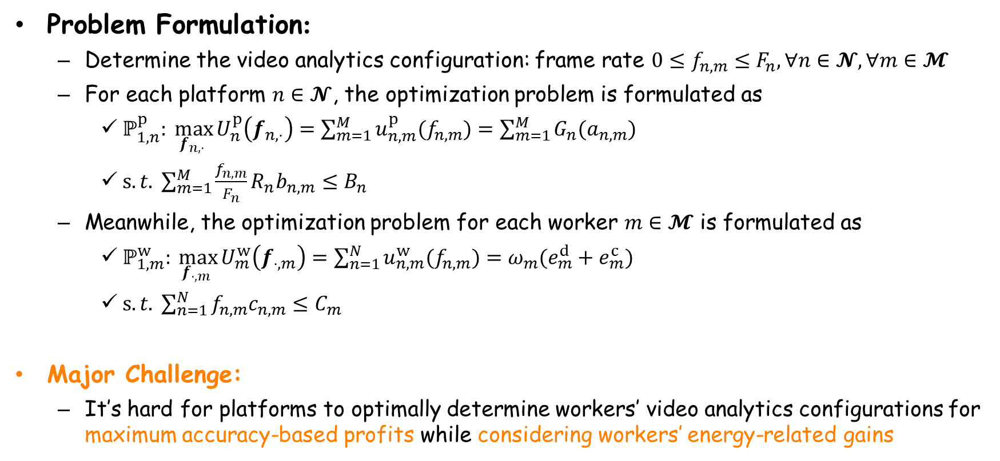 • Problem Formulation:
– Determine the video analytics configuration: frame rate $0 \leq f_{n,m} \leq F_n, \forall n \in \boldsymbol{\mathcal{N}}, \forall m \in \boldsymbol{\mathcal{M}}$
– For each platform $n \in \boldsymbol{\mathcal{N}}$, the optimization problem is formulated as
✓ $\mathbb{P}_{1,n}^{\mathrm{p}}: \max_{\boldsymbol{f}_{n,\cdot}} U_n^{\mathrm{p}}(\boldsymbol{f}_{n,\cdot}) = \sum_{m=1}^{M} u_{n,m}^{\mathrm{p}}(f_{n,m}) = \sum_{m=1}^{M} G_n(a_{n,m})$
✓ s.t. $\sum_{m=1}^{M} \frac{f_{n,m}}{F_n} R_n b_{n,m} \leq B_n$
– Meanwhile, the optimization problem for each worker $m \in \boldsymbol{\mathcal{M}}$ is formulated as
✓ $\mathbb{P}_{1,m}^{\mathrm{w}}: \max_{\boldsymbol{f}_{\cdot,m}} U_m^{\mathrm{w}}(\boldsymbol{f}_{\cdot,m}) = \sum_{n=1}^{N} u_{n,m}^{\mathrm{w}}(f_{n,m}) = \omega_m(e_m^{\mathrm{d}} + e_m^{\mathrm{c}})$
✓ s.t. $\sum_{n=1}^{N} f_{n,m} c_{n,m} \leq C_m$
• Major Challenge:
– It's hard for platforms to optimally determine workers' video analytics configurations for
maximum accuracy-based profits while considering workers' energy-related gains